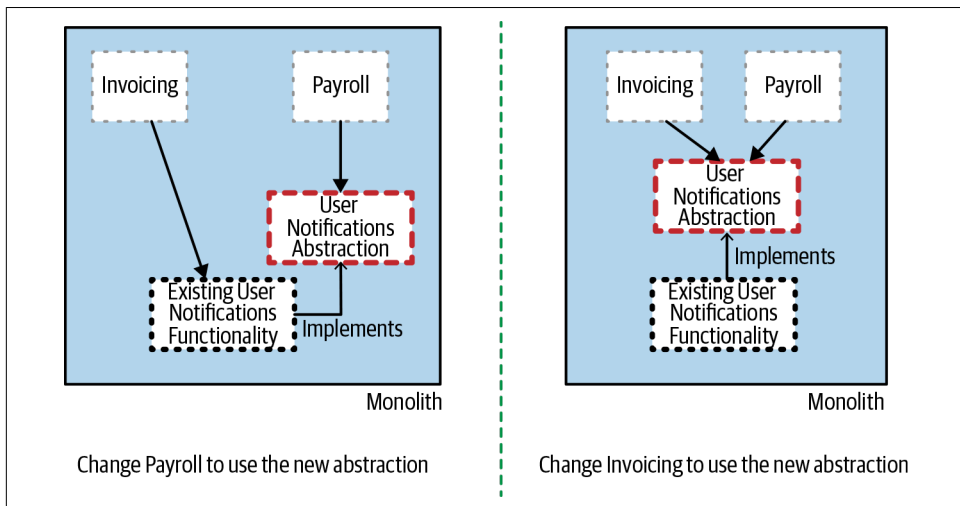 Invoicing
Payroll
User
Notifications
Abstraction
Existing User
Notifications
Functionality
Implements
Monolith
Change Payroll to use the new abstraction
Invoicing
Payroll
User
Notifications
Abstraction
Implements
Existing User
Notifications
Functionality
Monolith
Change Invoicing to use the new abstraction